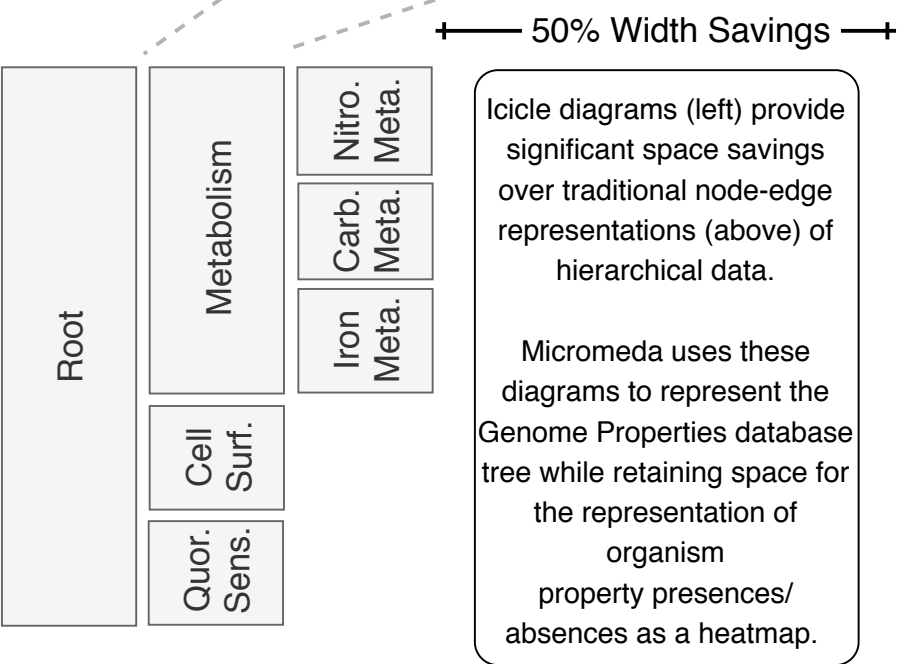 50% Width Savings
Root
Metabolism
Nitro.
Meta.
Carb.
Meta.
Iron
Meta.
Cell
Surf.
Quor.
Sens.
Icicle diagrams (left) provide
significant space savings
over traditional node-edge
representations (above) of
hierarchical data.
Micromeda uses these
diagrams to represent the
Genome Properties database
tree while retaining space for
the representation of
organism
property presences/
absences as a heatmap.